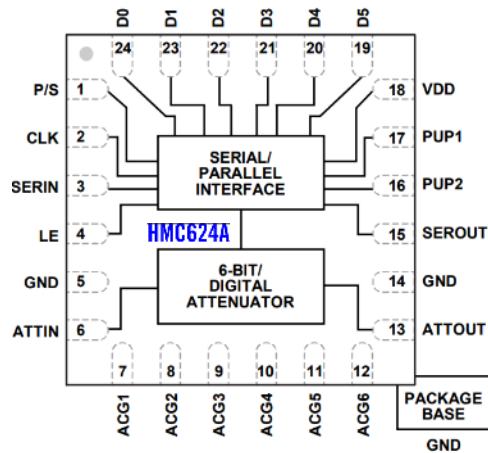 D0 D1 D2 D3 D4 D5
24 23 22 21 20 19
P/S 1 18 VDD
CLK 2 17 PUP1
SERIN 3 16 PUP2
SERIAL/
PARALLEL
INTERFACE
LE 4 HMC624A 15 SEROUT
GND 5 14 GND
6-BIT/
DIGITAL
ATTENUATOR
ATTIN 6 13 ATTOUT
7 8 9 10 11 12
ACG1 ACG2 ACG3 ACG4 ACG5 ACG6
PACKAGE
BASE
GND